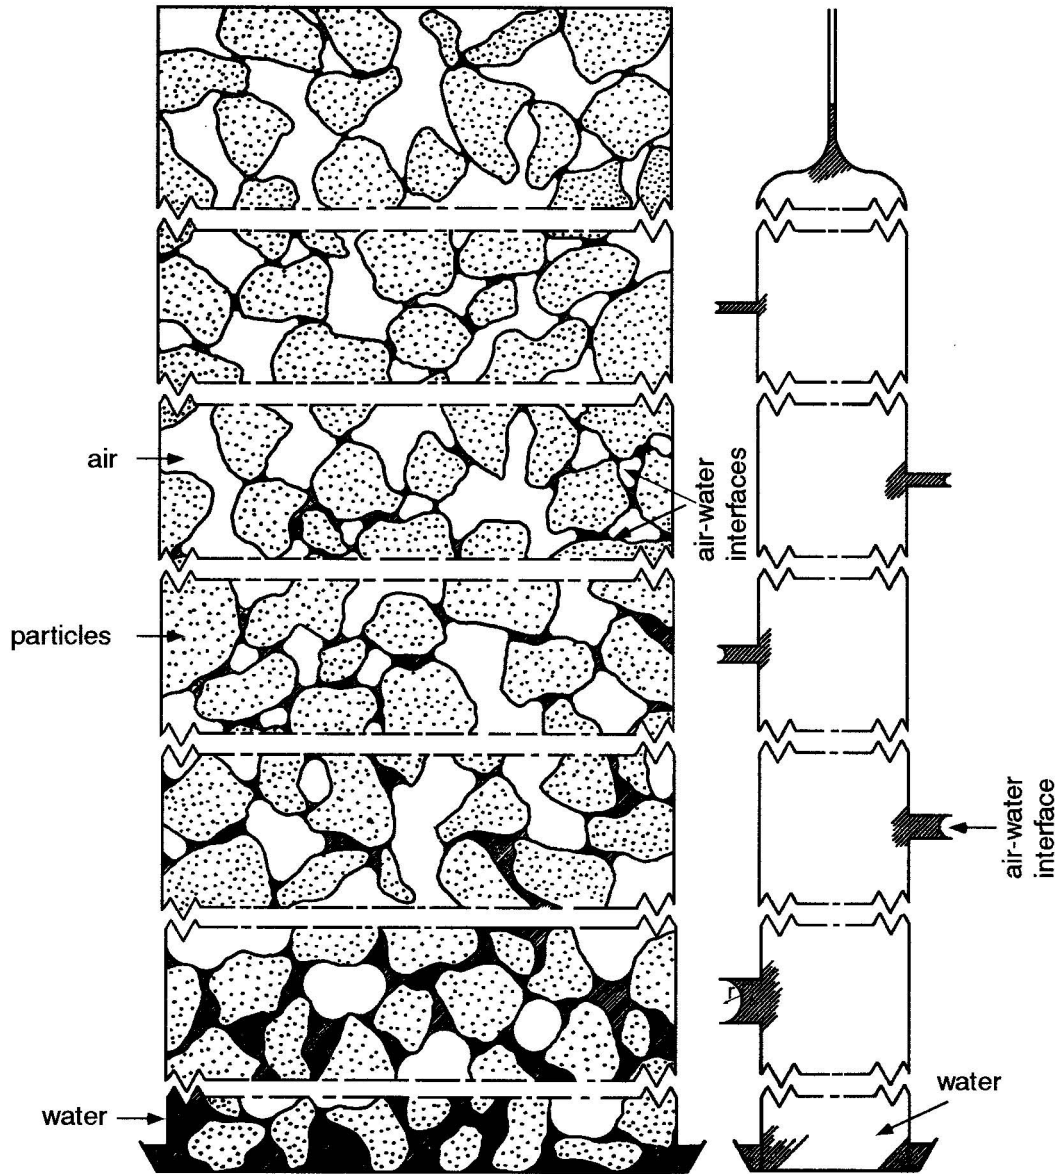 air
air-water
interfaces
particles
air-water
interface
water
water